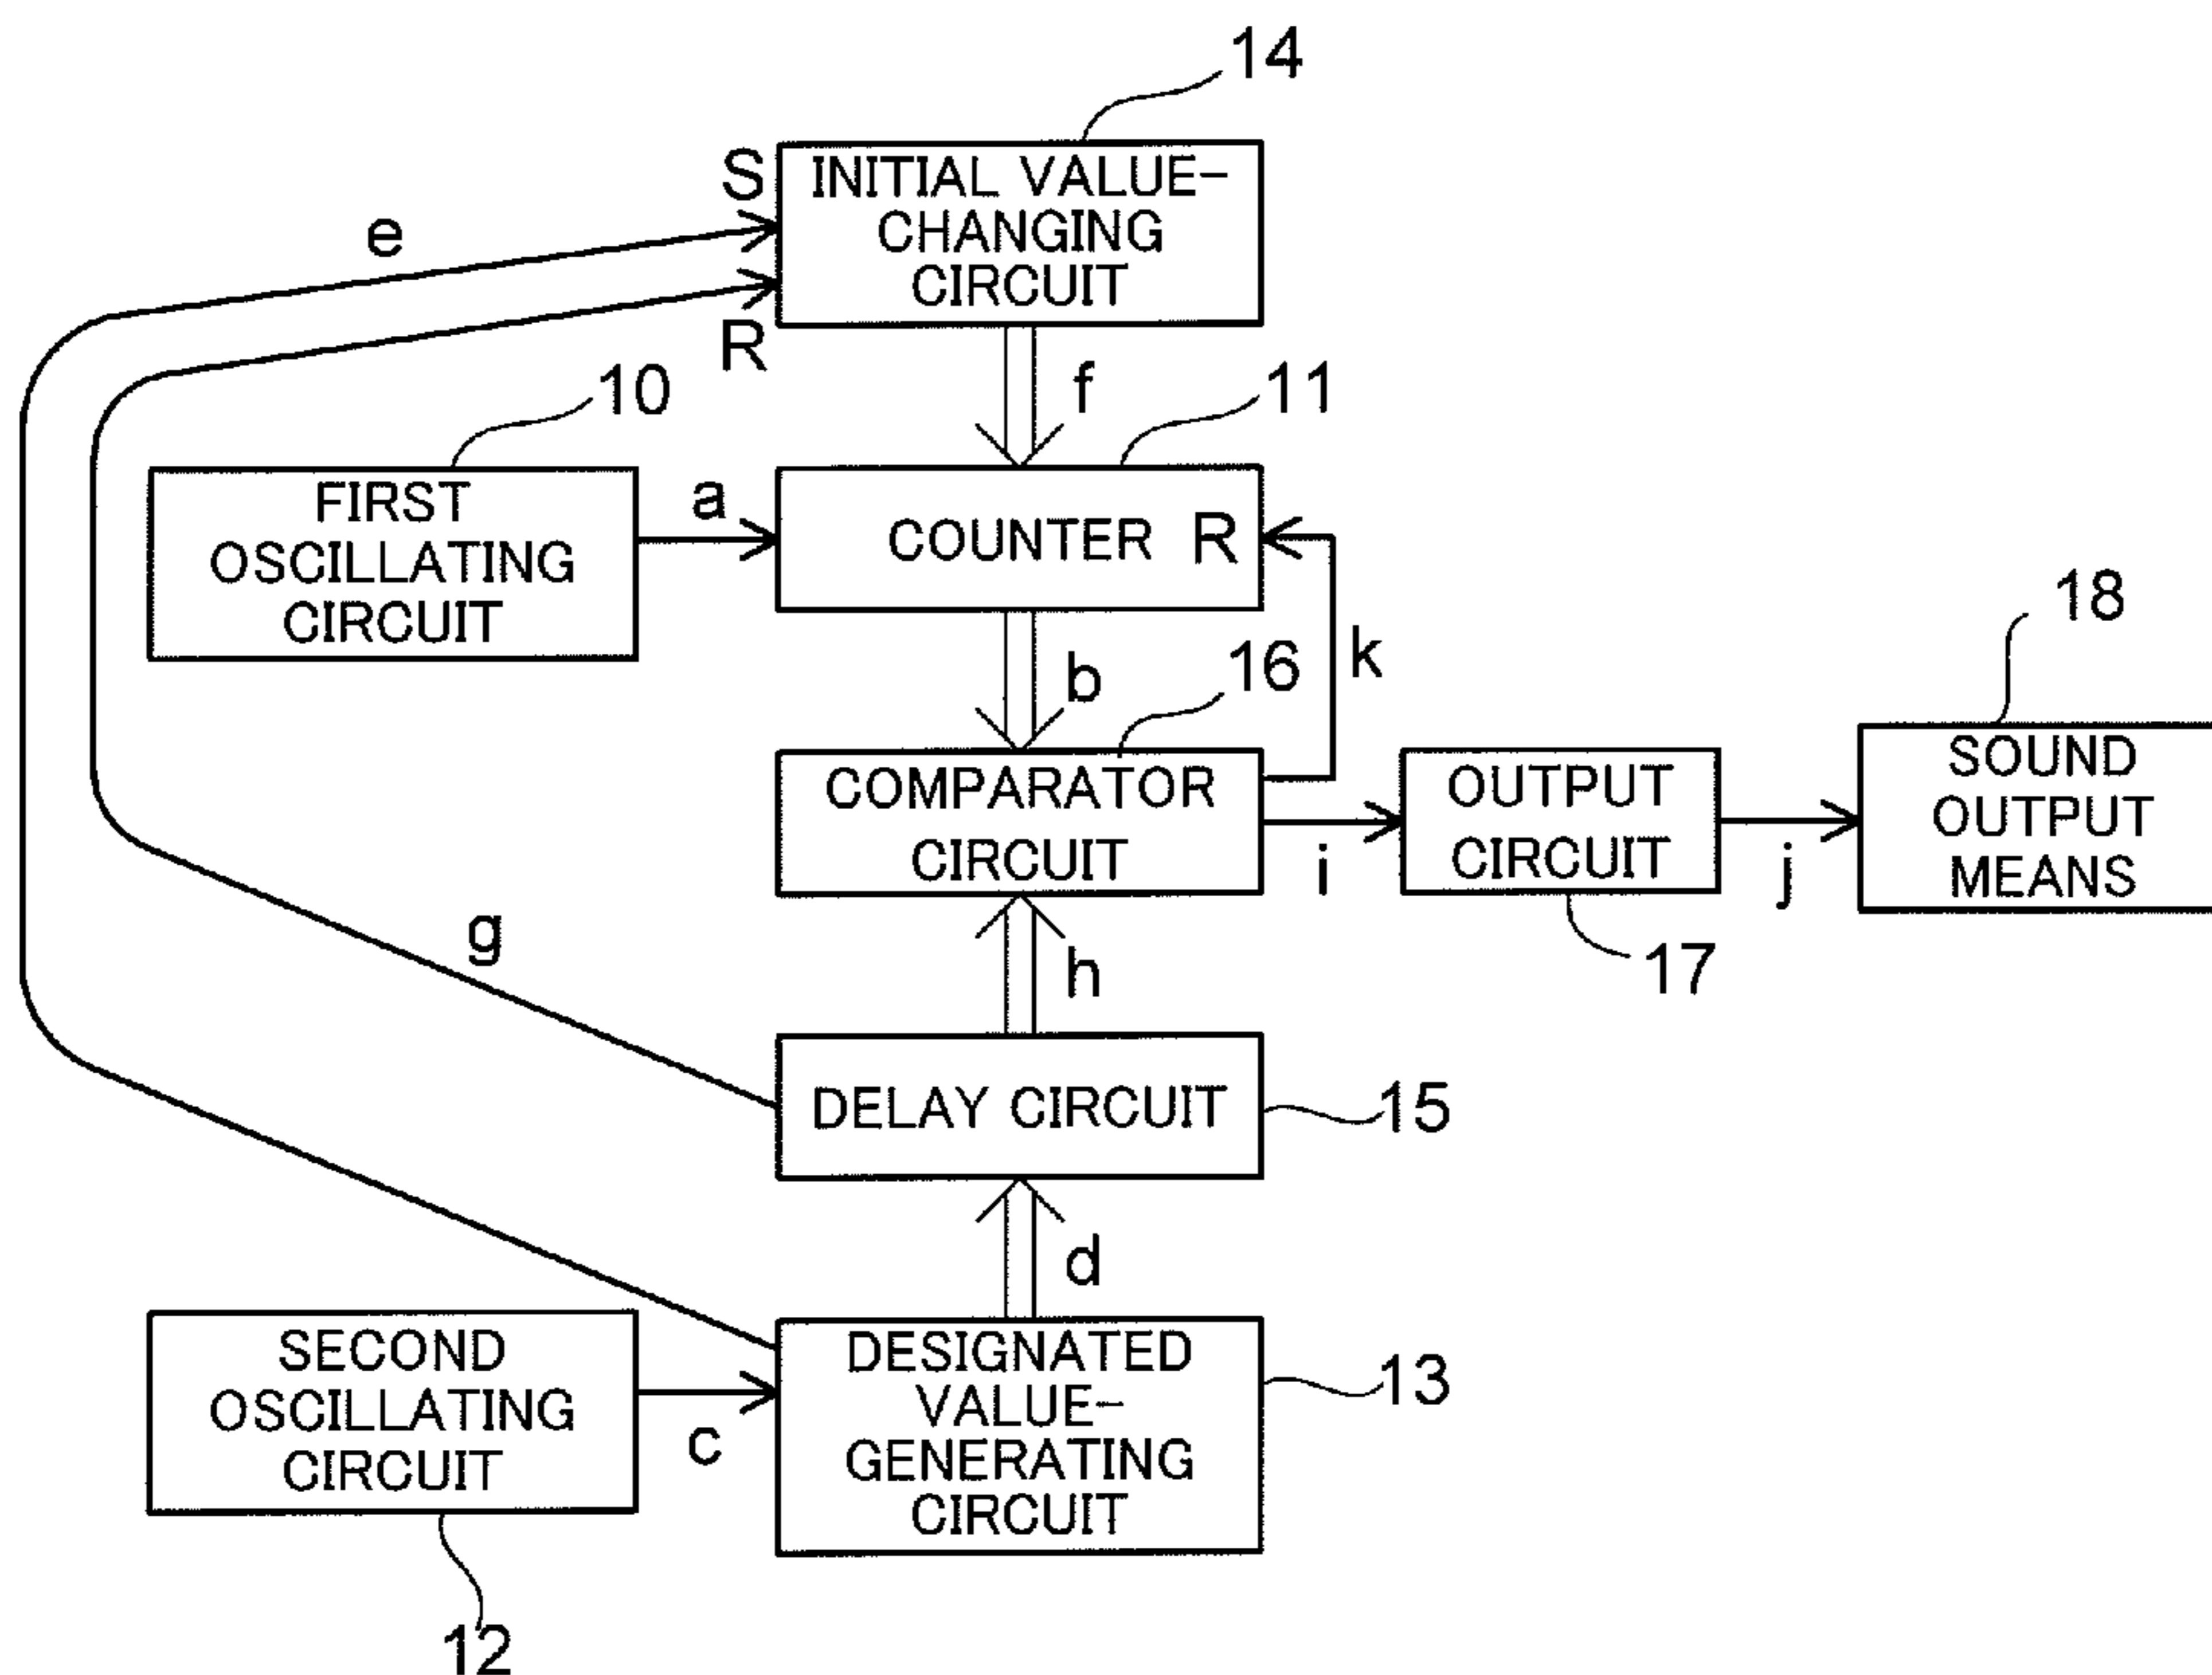 14
S
INITIAL VALUE-
CHANGING
CIRCUIT
e
R
10
f
11
FIRST
OSCILLATING
CIRCUIT
a
COUNTER R
18
b
16
k
COMPARATOR
CIRCUIT
i
OUTPUT
CIRCUIT
j
SOUND
OUTPUT
MEANS
g
h
17
DELAY CIRCUIT
15
d
SECOND
OSCILLATING
CIRCUIT
c
DESIGNATED
VALUE-
GENERATING
CIRCUIT
13
12